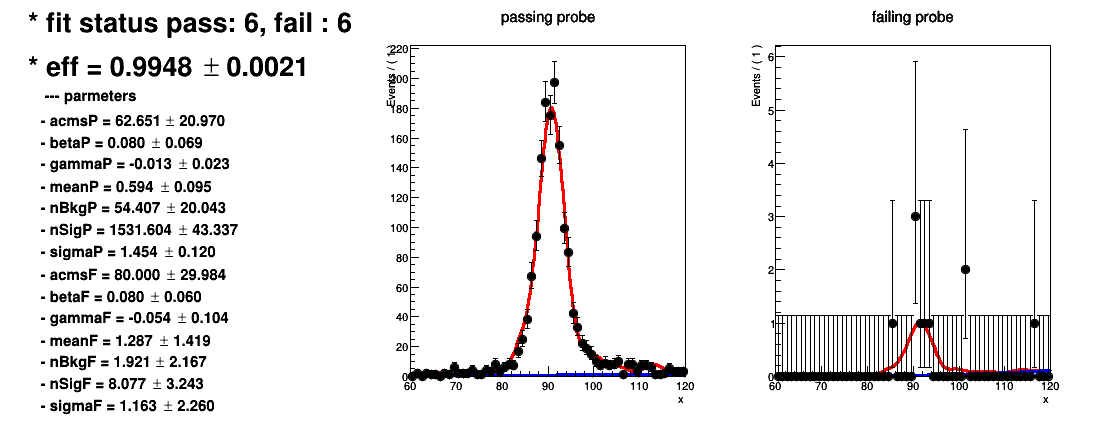 * fit status pass: 6, fail : 6
* eff = 0.9948 ± 0.0021
--- parmeters
- acmsP = 62.651 ± 20.970
- betaP = 0.080 ± 0.069
- gammaP = -0.013 ± 0.023
- meanP = 0.594 ± 0.095
- nBkgP = 54.407 ± 20.043
- nSigP = 1531.604 ± 43.337
- sigmaP = 1.454 ± 0.120
- acmsF = 80.000 ± 29.984
- betaF = 0.080 ± 0.060
- gammaF = -0.054 ± 0.104
- meanF = 1.287 ± 1.419
- nBkgF = 1.921 ± 2.167
- nSigF = 8.077 ± 3.243
- sigmaF = 1.163 ± 2.260
passing probe
Events / ( 1 )
220
200
180
160
140
120
100
80
60
40
20
0
60 70 80 90 100 110 120
x
failing probe
Events / ( 1 )
6
5
4
3
2
1
0
60 70 80 90 100 110 120
x